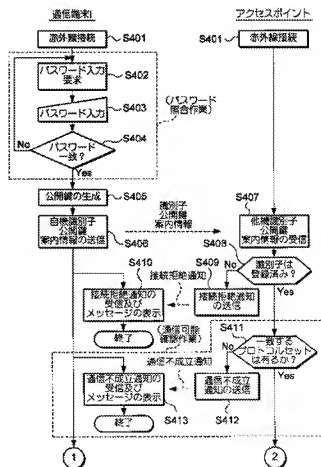 通信端末1
アクセスポイント
赤外線接続
S401
S401
赤外線接続
パスワード入力
要求
S402
S403
パスワード入力
(パスワード
照合作業)
S404
No
パスワード
一致？
Yes
公開鍵の生成
S405
自機識別子
公開鍵
案内情報の送信
S406
識別子
公開鍵
案内情報
S407
他機識別子
公開鍵
案内情報の受信
S408
識別子は
登録済み？
No
Yes
S409
接続拒絶通知
の送信
接続拒絶通知
S410
接続拒絶通知の
受信及び
メッセージの表示
終了
(通信可能
確認作業)
S411
一致する
プロトコルセット
は有るか？
No
Yes
通信不成立
通知の送信
S412
通信不成立通知
通信不成立通知の
受信及び
メッセージの表示
S413
終了
1
2